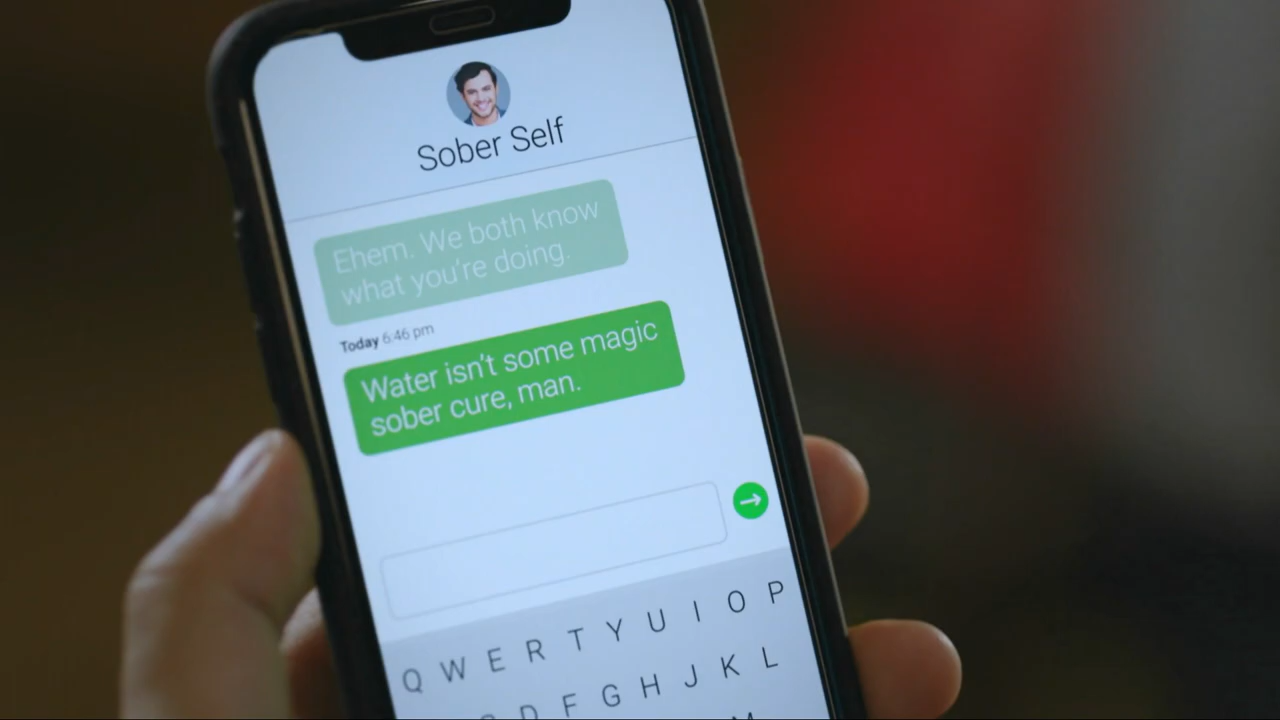 Sober Self
Ehem. We both know
what you're doing.
Today 6:46 pm
Water isn't some magic
sober cure, man.
Q W E R T Y U I O P
D F G H J K L
M